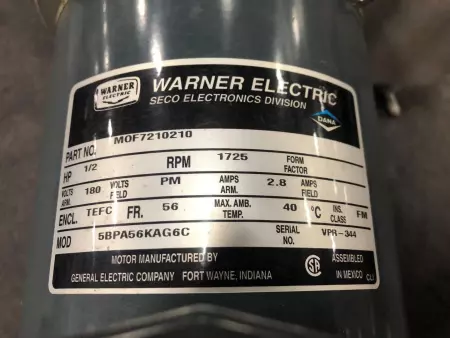 WARNER ELECTRIC
WARNER ELECTRIC
SECO ELECTRONICS DIVISION
DANA
PART NO. MOF7210210
HP 1/2 RPM 1725 FORM FACTOR
VOLTS ARM. 180 VOLTS FIELD PM AMPS ARM. 2.8 AMPS FIELD
ENCL. TEFC FR. 56 MAX. AMB. TEMP. 40 °C INS. CLASS F/M
MOD 5BPA56KAG6C SERIAL NO. VPR-344
MOTOR MANUFACTURED BY
GENERAL ELECTRIC COMPANY FORT WAYNE, INDIANA
ASSEMBLED
IN MEXICO